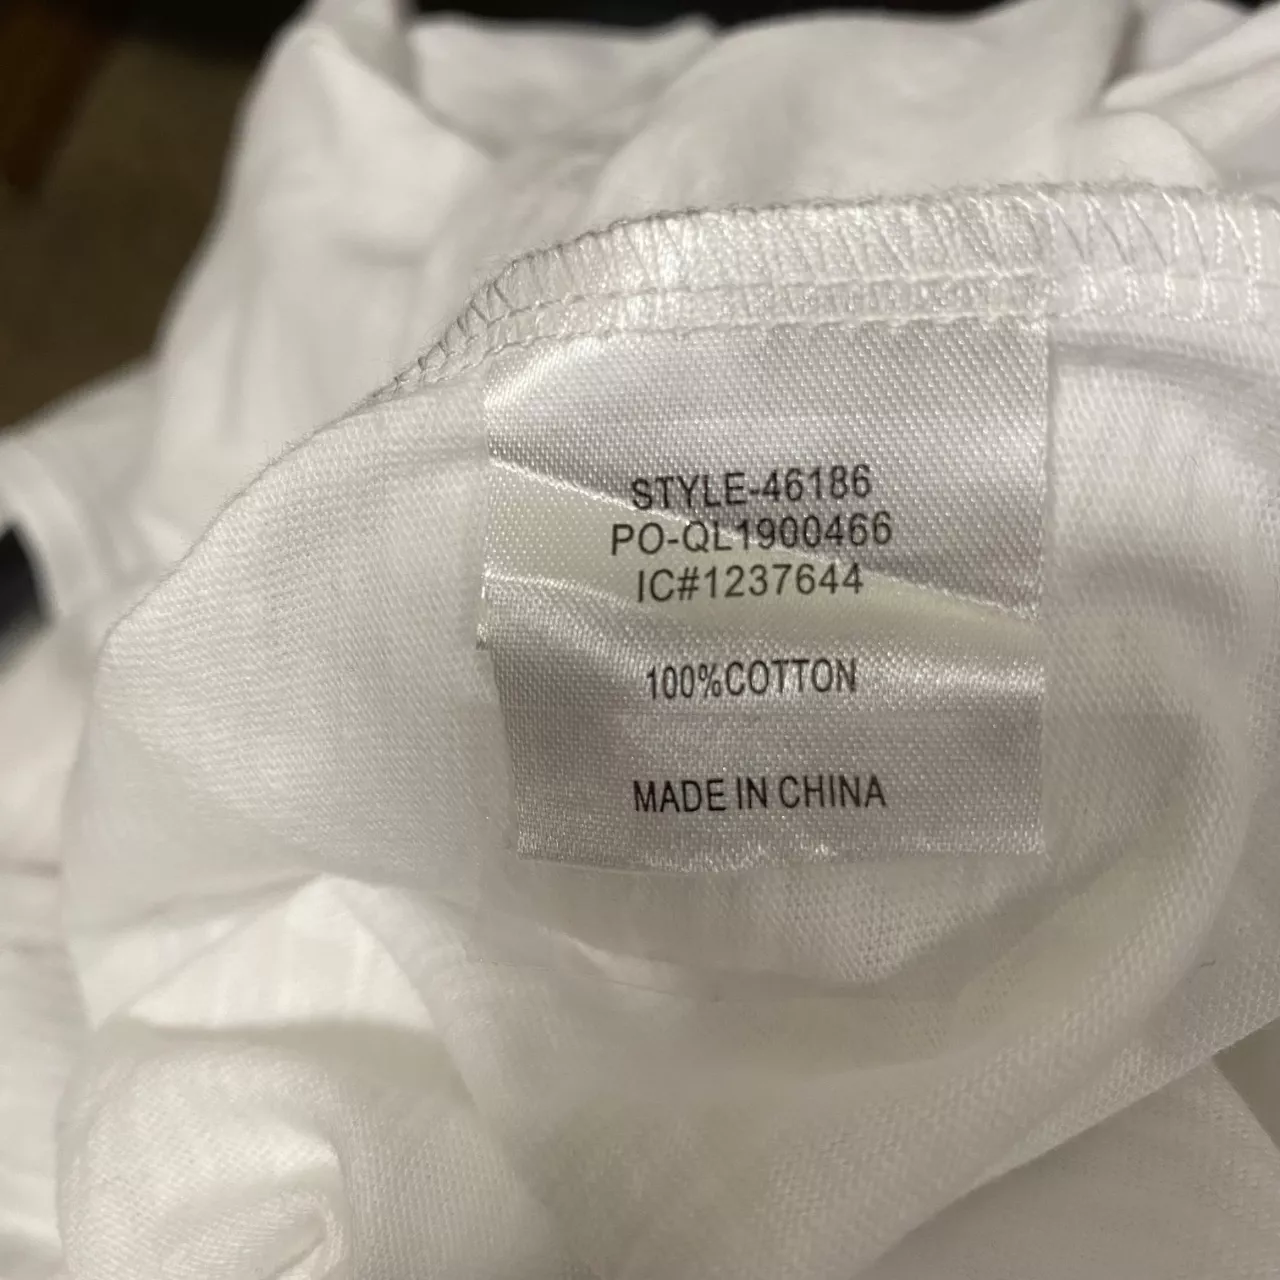 STYLE-46186
PO-QL1900466
IC#1237644
100%COTTON
MADE IN CHINA